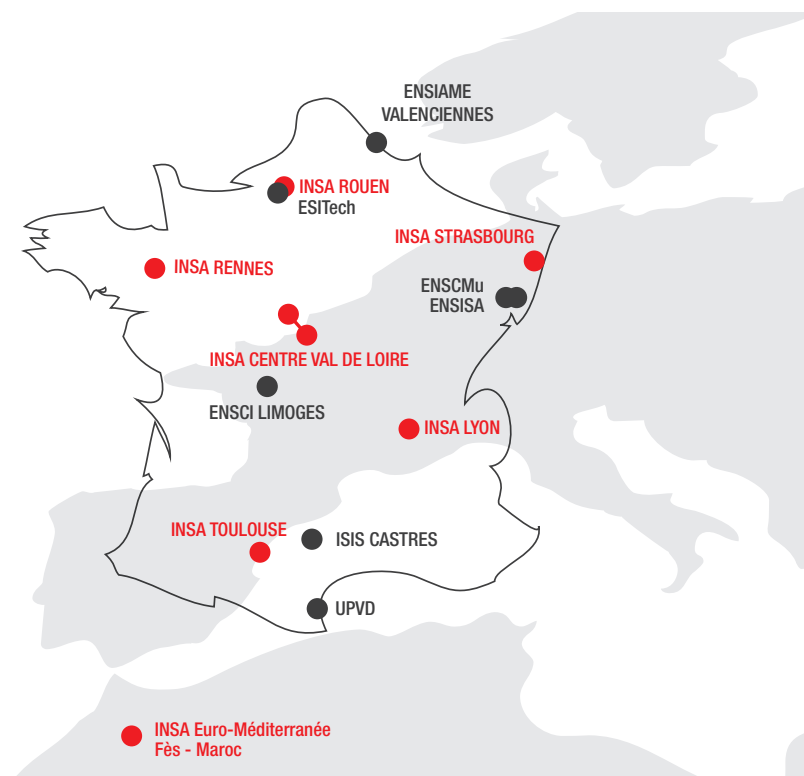 ENSIAME
VALENCIENNES
INSA ROUEN
ESITech
INSA STRASBOURG
INSA RENNES
ENSCMu
ENSISA
INSA CENTRE VAL DE LOIRE
ENSCI LIMOGES
INSA LYON
INSA TOULOUSE
ISIS CASTRES
UPVD
INSA Euro-Méditerranée
Fès - Maroc